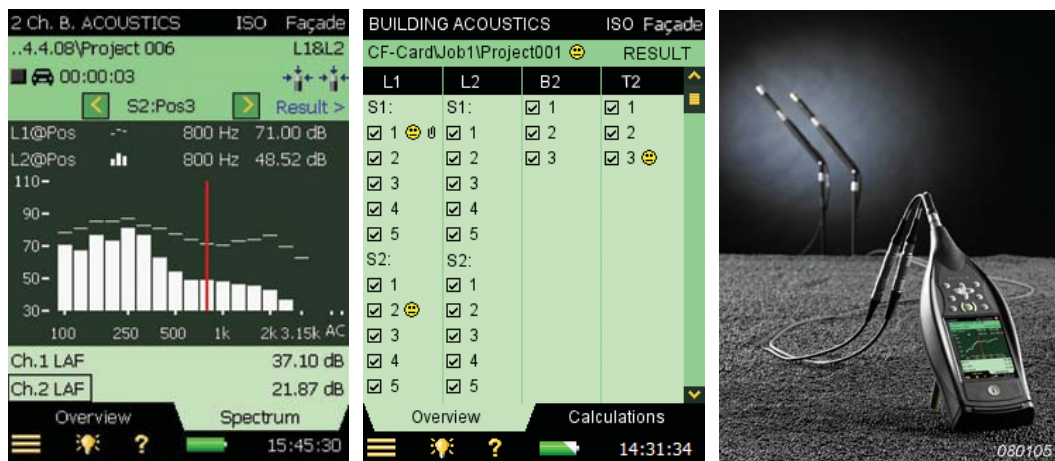 2 Ch. B. ACOUSTICS ISO Façade
..4.4.08\Project 006 L1&L2
00:00:03
< S2:Pos3 > Result >
L1@Pos 800 Hz 71.00 dB
L2@Pos 800 Hz 48.52 dB
110
90
70
50
30
100 250 500 1k 2k 3.15k AC
Ch.1 LAF 37.10 dB
Ch.2 LAF 21.87 dB
Overview Spectrum
? 15:45:30
BUILDING ACOUSTICS ISO Façade
CF-Card\Job1\Project001 RESULT
L1 L2 B2 T2
S1: S1: 1 1
1 1 2 2
2 2 3 3
3 3
4 4
5 5
S2: S2:
1 1
2 2
3 3
4 4
5 5
Overview Calculations
? 14:31:34
080105